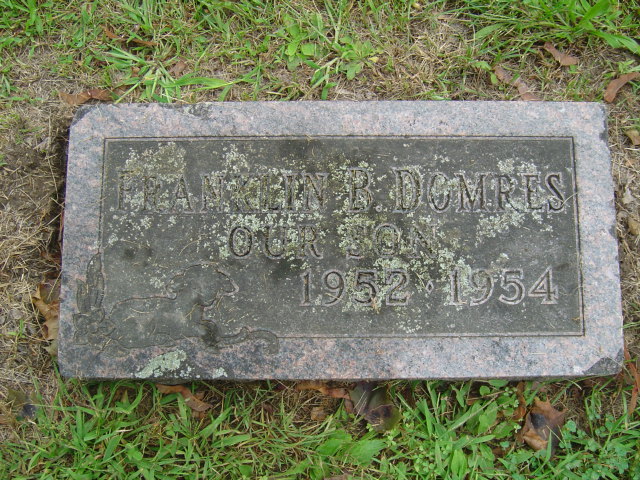 FRANKLIN B. DOMRES
OUR SON
1952 · 1954